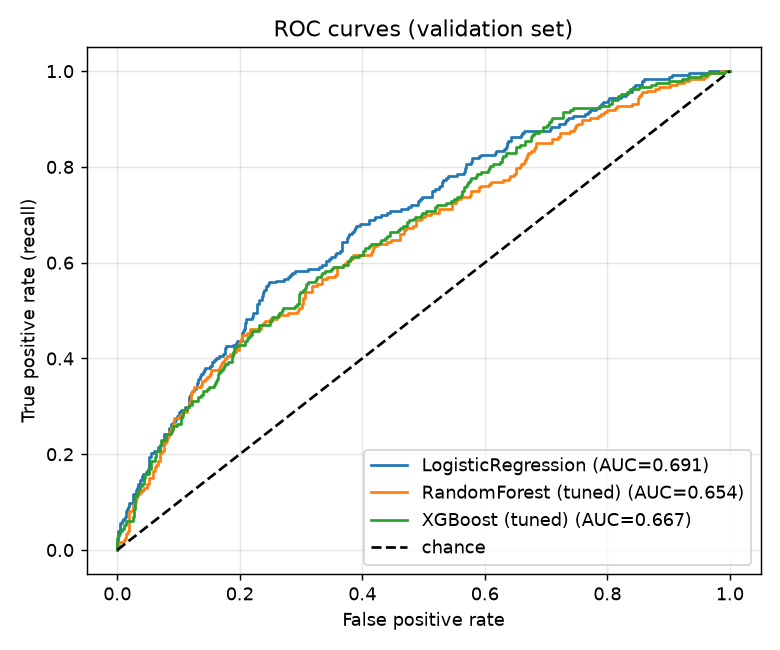 ROC curves (validation set)
True positive rate (recall)
1.0
0.8
0.6
0.4
0.2
0.0
LogisticRegression (AUC=0.691)
RandomForest (tuned) (AUC=0.654)
XGBoost (tuned) (AUC=0.667)
chance
0.0 0.2 0.4 0.6 0.8 1.0
False positive rate